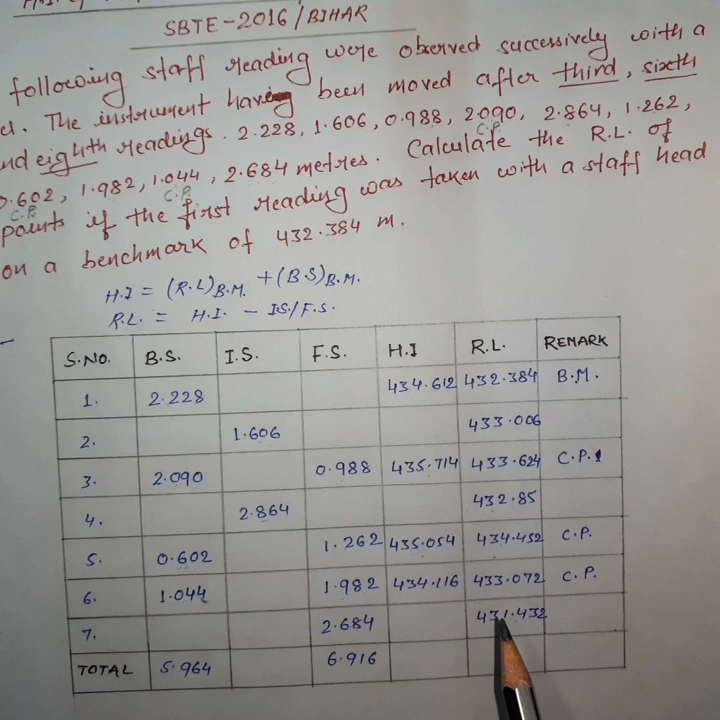 SBTE-2016/BIHAR
following staff reading were observed successively with a
The instrument having been moved after third, sixth
nd eighth readings. 2.228, 1.606, 0.988, 2.090, 2.864, 1.262,
C.P.
0.602, 1.982, 1.044, 2.684 metres. Calculate the R.L. of
C.P. C.P.
points if the first reading was taken with a staff head
on a benchmark of 432.384 m.
H.I = (R.L)B.M. + (B.S)B.M.
R.L. = H.I. - I.S./F.S.
S.NO. B.S. I.S. F.S. H.I R.L. REMARK
1. 2.228 434.612 432.384 B.M.
2. 1.606 433.006
3. 2.090 0.988 435.714 433.624 C.P.1
4. 2.864 432.85
5. 0.602 1.262 435.054 434.452 C.P.
6. 1.044 1.982 434.116 433.072 C.P.
7. 2.684 431.432
TOTAL 5.964 6.916